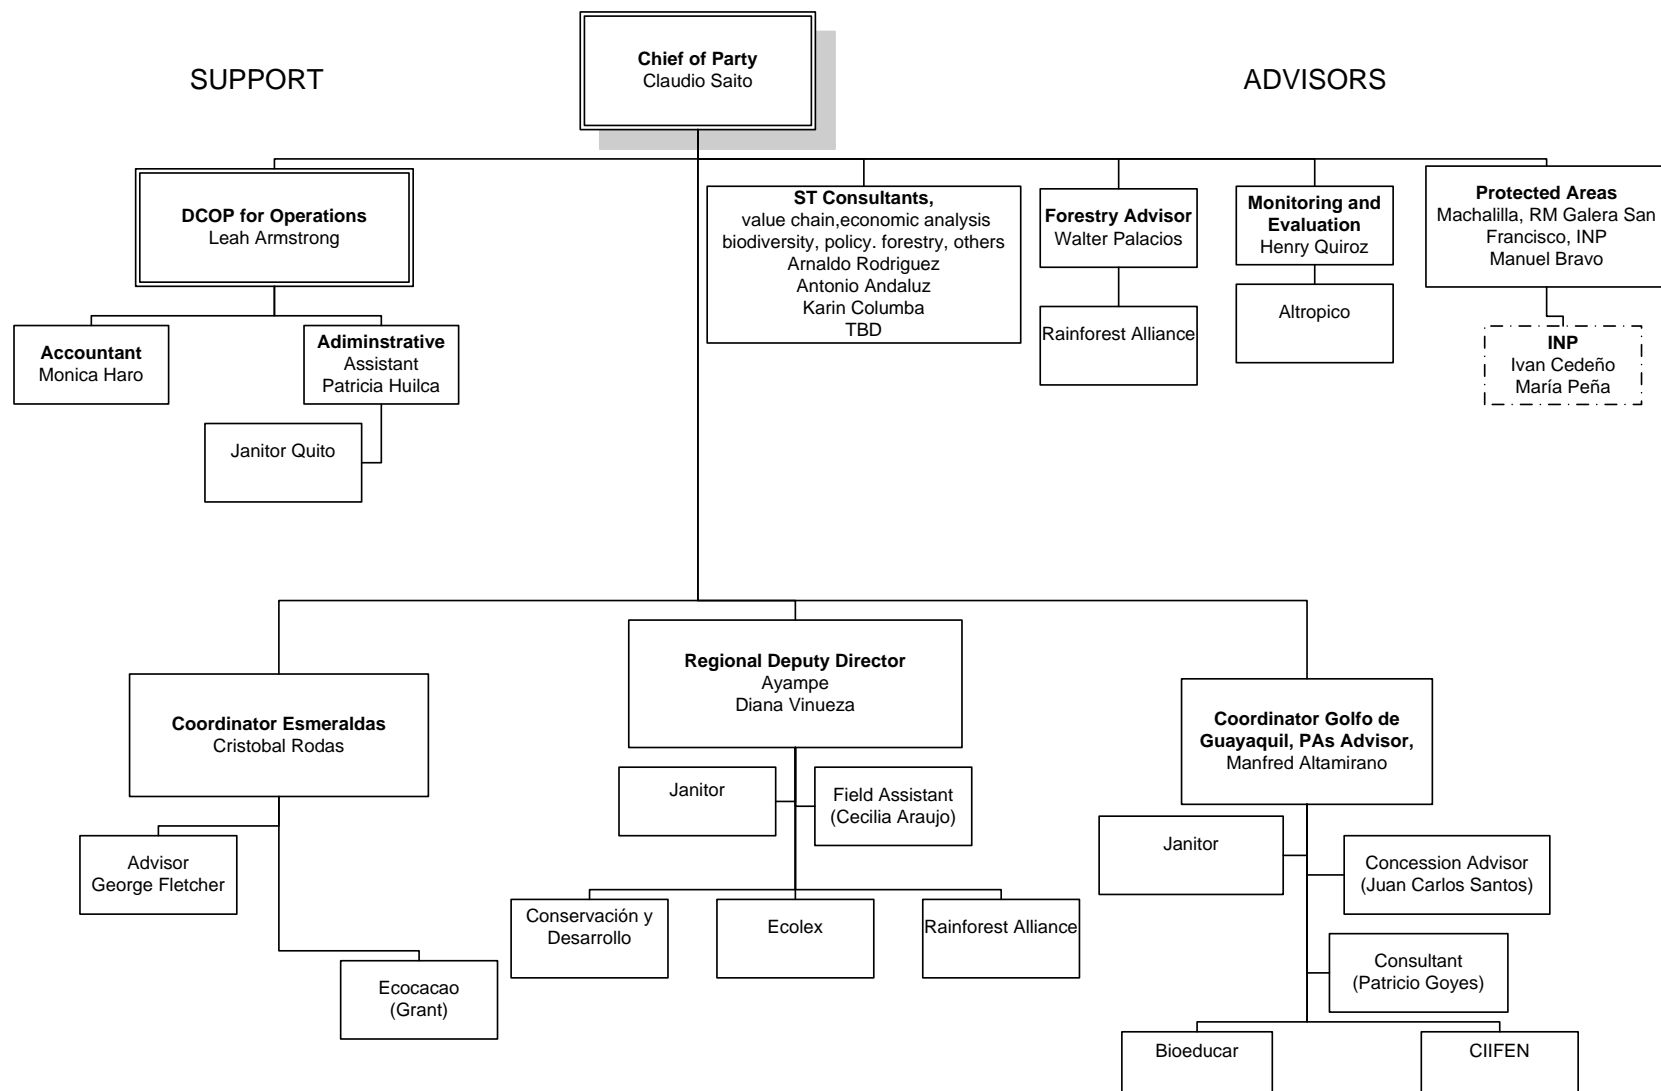 SUPPORT
Chief of Party
Claudio Saito
ADVISORS
DCOP for Operations
Leah Armstrong
ST Consultants,
value chain,economic analysis
biodiversity, policy. forestry, others
Arnaldo Rodriguez
Antonio Andaluz
Karin Columba
TBD
Forestry Advisor
Walter Palacios
Monitoring and
Evaluation
Henry Quiroz
Protected Areas
Machalilla, RM Galera San
Francisco, INP
Manuel Bravo
Accountant
Monica Haro
Adiminstrative
Assistant
Patricia Huilca
Rainforest Alliance
Altropico
INP
Ivan Cedeño
María Peña
Janitor Quito
Coordinator Esmeraldas
Cristobal Rodas
Regional Deputy Director
Ayampe
Diana Vinueza
Coordinator Golfo de
Guayaquil, PAs Advisor,
Manfred Altamirano
Advisor
George Fletcher
Ecocacao
(Grant)
Janitor
Field Assistant
(Cecilia Araujo)
Conservación y
Desarrollo
Ecolex
Rainforest Alliance
Janitor
Concession Advisor
(Juan Carlos Santos)
Consultant
(Patricio Goyes)
Bioeducar
CIIFEN